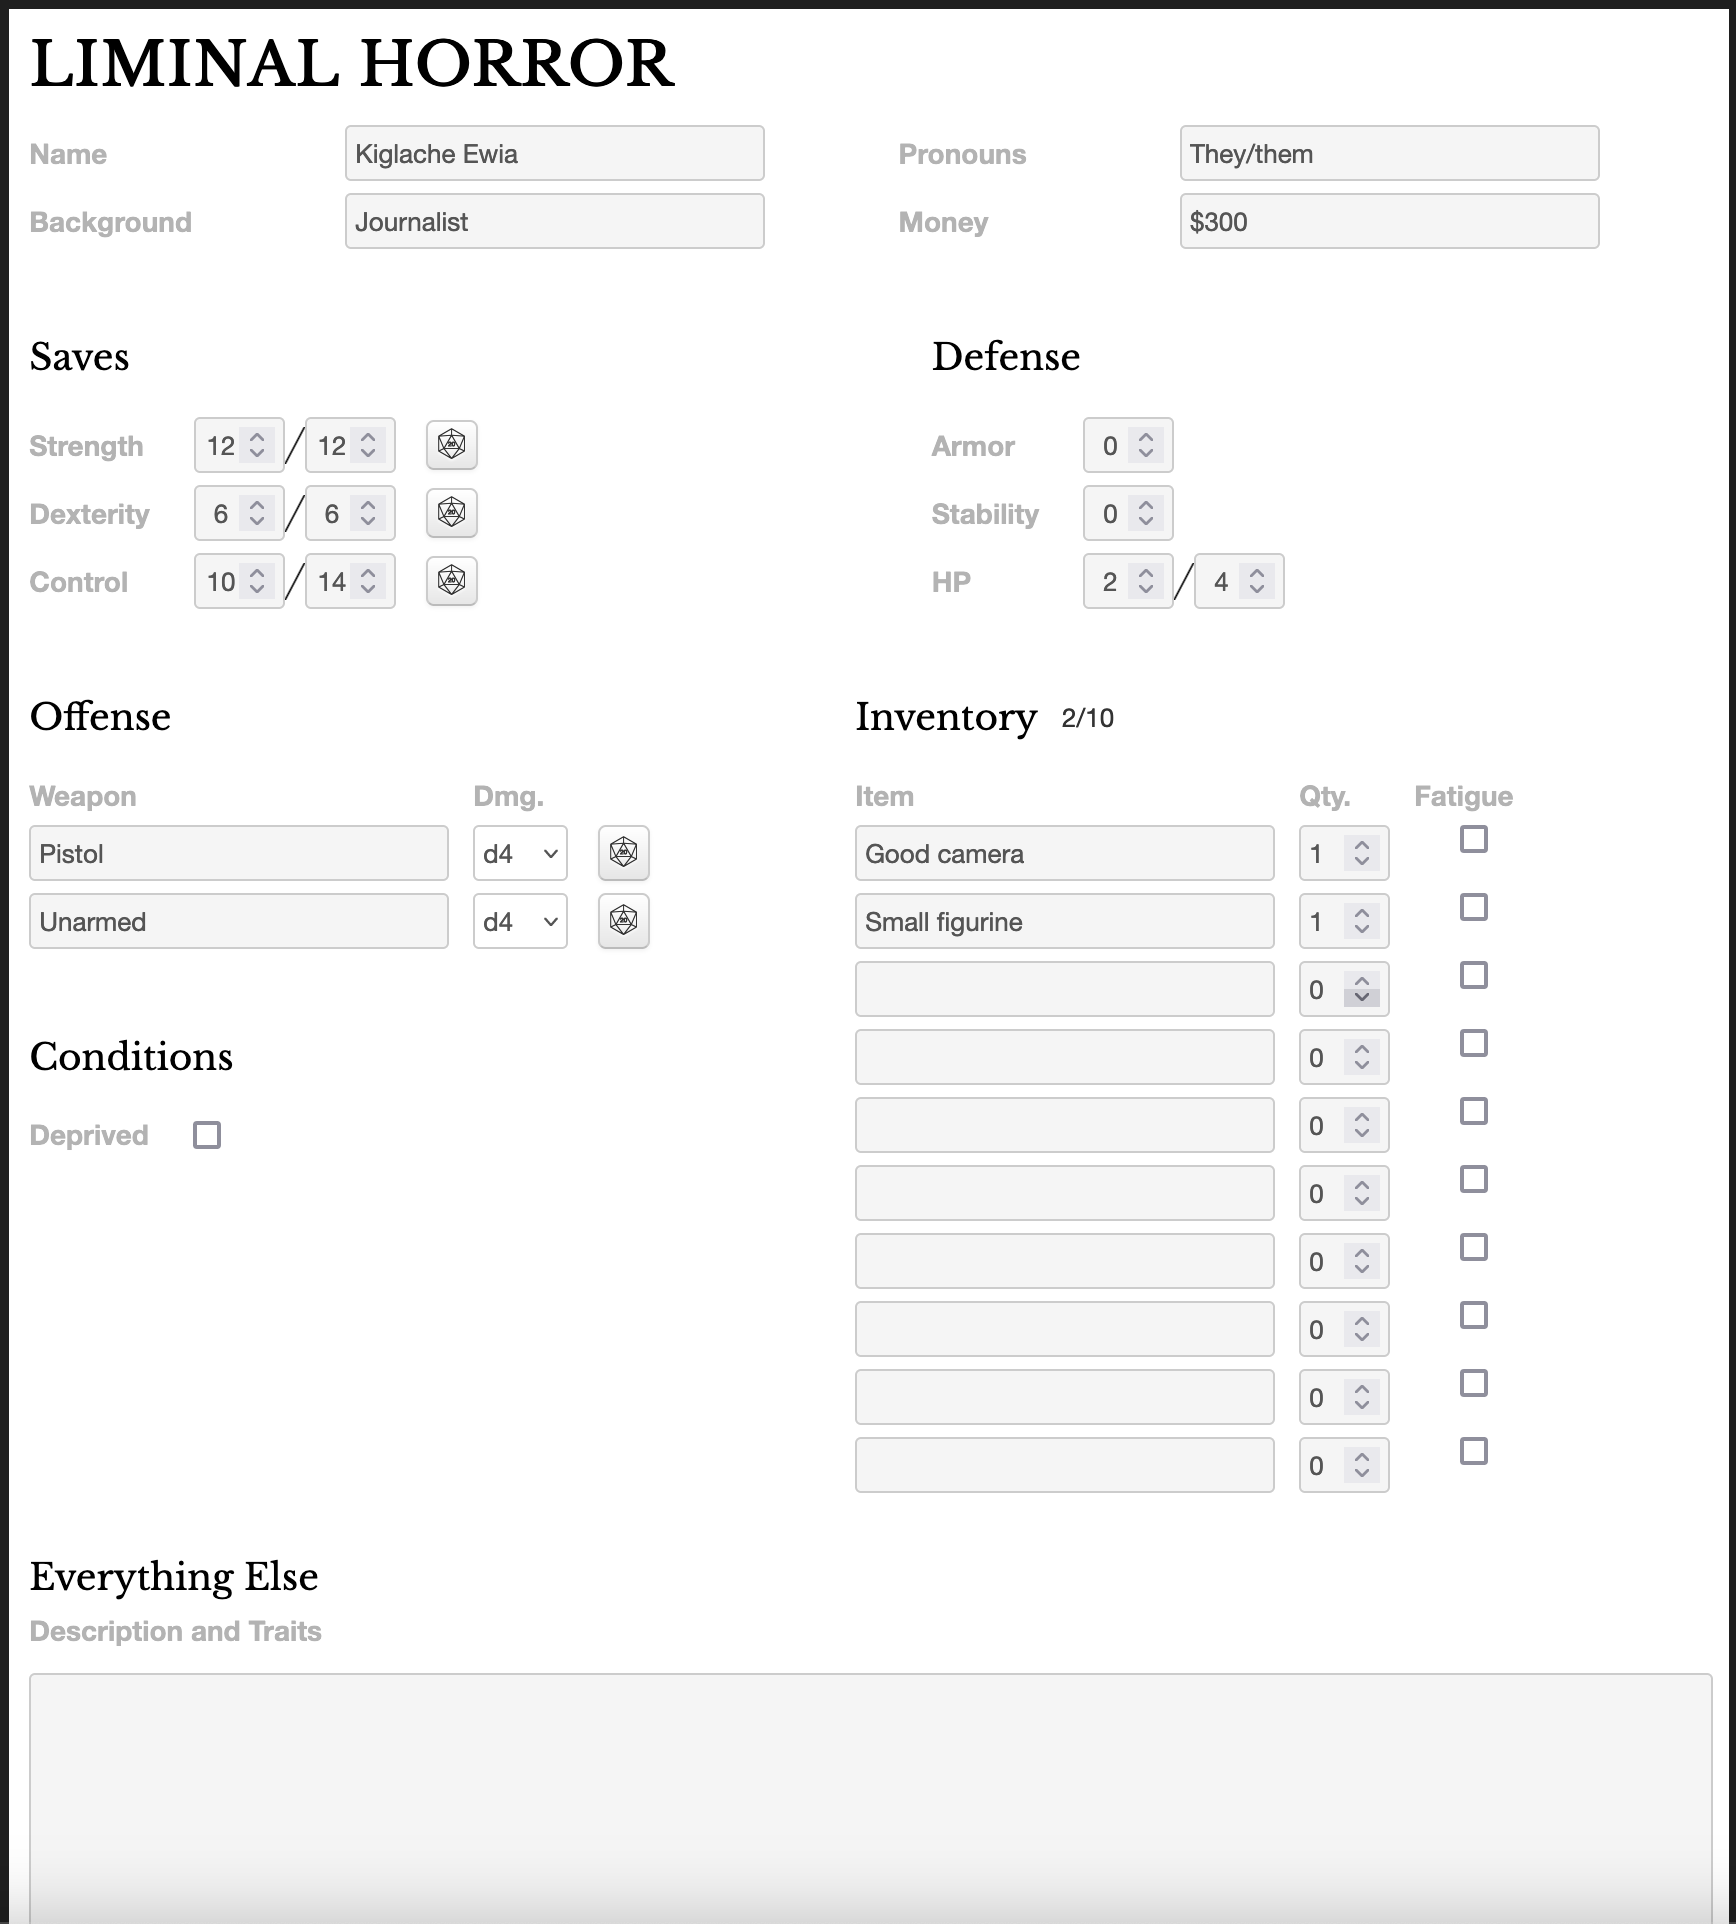 LIMINAL HORROR
Name Kiglache Ewia Pronouns They/them
Background Journalist Money $300
Saves Defense
Strength 12 / 12 Armor 0
Dexterity 6 / 6 Stability 0
Control 10 / 14 HP 2 / 4
Offense Inventory 2/10
Weapon Dmg. Item Qty. Fatigue
Pistol d4 Good camera 1
Unarmed d4 Small figurine 1
0
Conditions 0
Deprived 0
0
0
0
0
0
Everything Else
Description and Traits